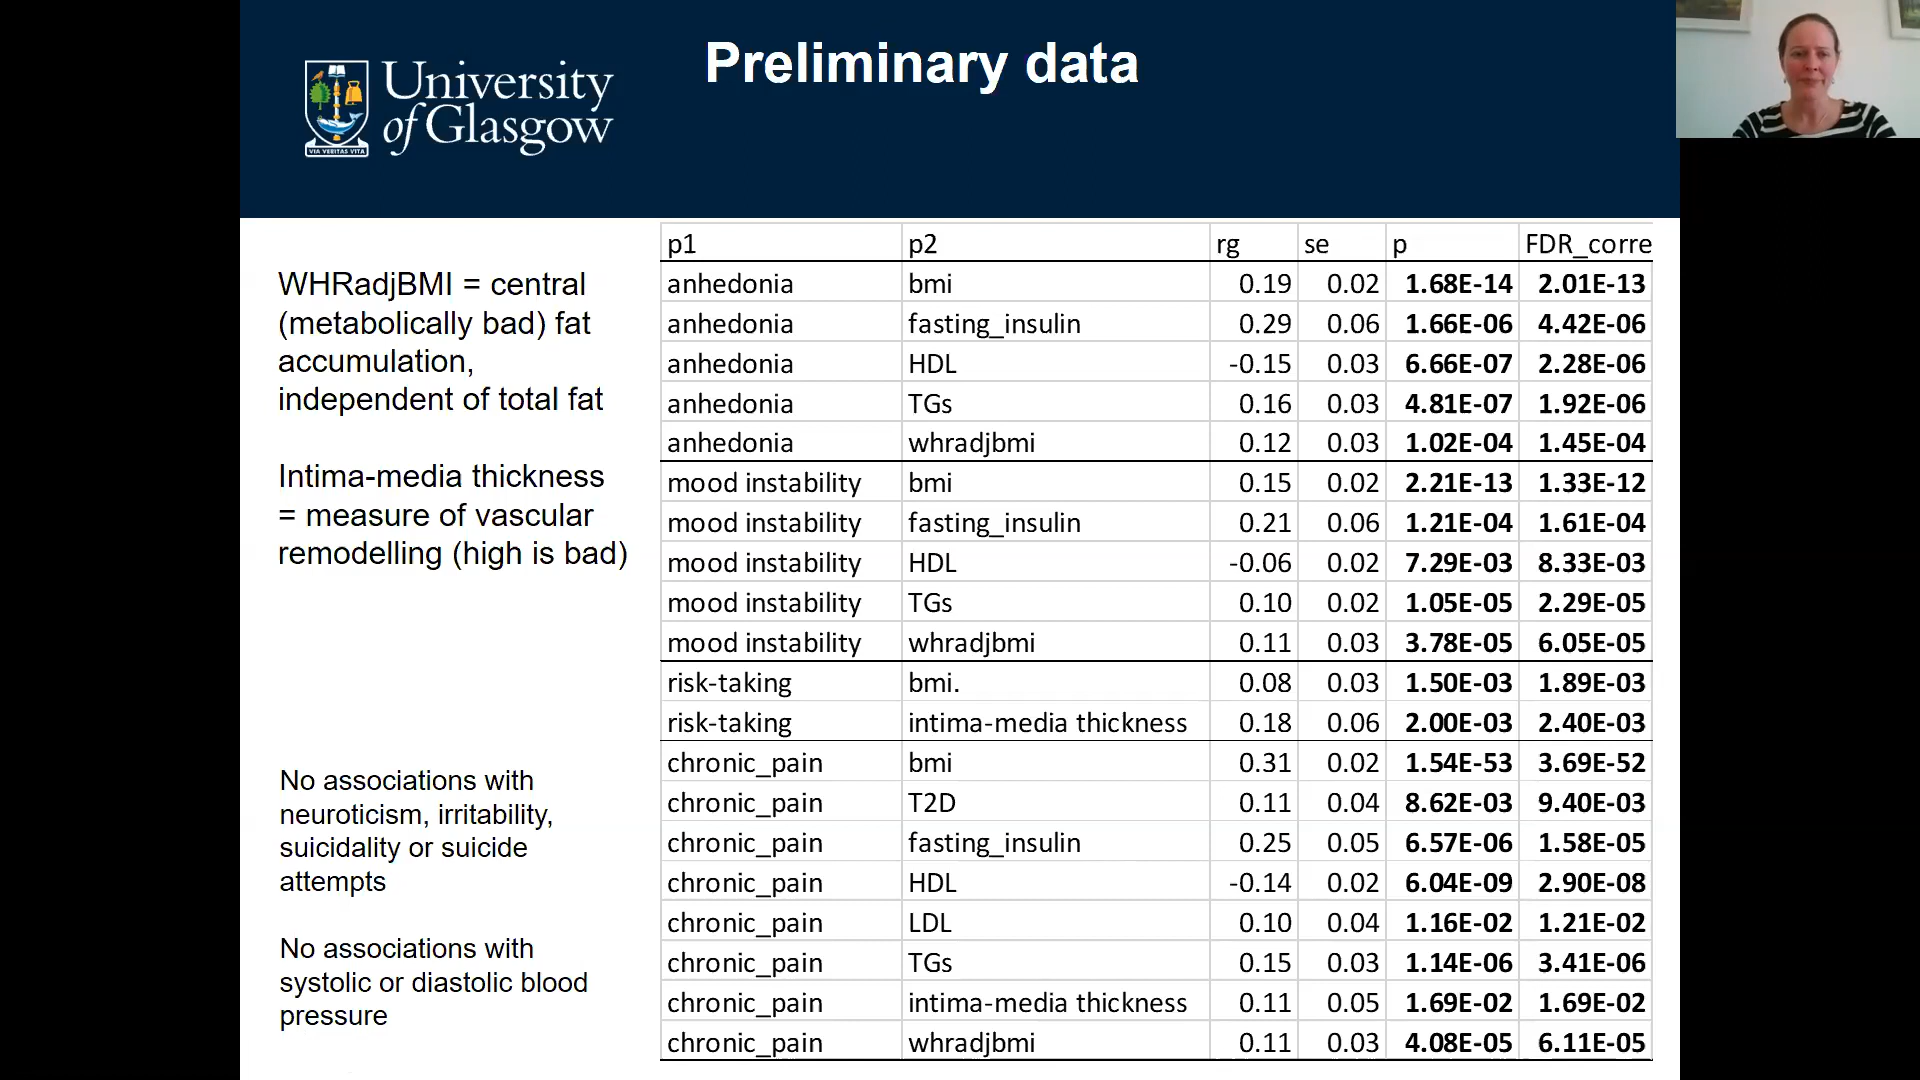 Preliminary data
University
of Glasgow
VIA VERITAS VITA
WHRadjBMI = central
(metabolically bad) fat
accumulation,
independent of total fat
Intima-media thickness
= measure of vascular
remodelling (high is bad)
No associations with
neuroticism, irritability,
suicidality or suicide
attempts
No associations with
systolic or diastolic blood
pressure
p1 p2 rg se p FDR_corre
anhedonia bmi 0.19 0.02 1.68E-14 2.01E-13
anhedonia fasting_insulin 0.29 0.06 1.66E-06 4.42E-06
anhedonia HDL -0.15 0.03 6.66E-07 2.28E-06
anhedonia TGs 0.16 0.03 4.81E-07 1.92E-06
anhedonia whradjbmi 0.12 0.03 1.02E-04 1.45E-04
mood instability bmi 0.15 0.02 2.21E-13 1.33E-12
mood instability fasting_insulin 0.21 0.06 1.21E-04 1.61E-04
mood instability HDL -0.06 0.02 7.29E-03 8.33E-03
mood instability TGs 0.10 0.02 1.05E-05 2.29E-05
mood instability whradjbmi 0.11 0.03 3.78E-05 6.05E-05
risk-taking bmi. 0.08 0.03 1.50E-03 1.89E-03
risk-taking intima-media thickness 0.18 0.06 2.00E-03 2.40E-03
chronic_pain bmi 0.31 0.02 1.54E-53 3.69E-52
chronic_pain T2D 0.11 0.04 8.62E-03 9.40E-03
chronic_pain fasting_insulin 0.25 0.05 6.57E-06 1.58E-05
chronic_pain HDL -0.14 0.02 6.04E-09 2.90E-08
chronic_pain LDL 0.10 0.04 1.16E-02 1.21E-02
chronic_pain TGs 0.15 0.03 1.14E-06 3.41E-06
chronic_pain intima-media thickness 0.11 0.05 1.69E-02 1.69E-02
chronic_pain whradjbmi 0.11 0.03 4.08E-05 6.11E-05